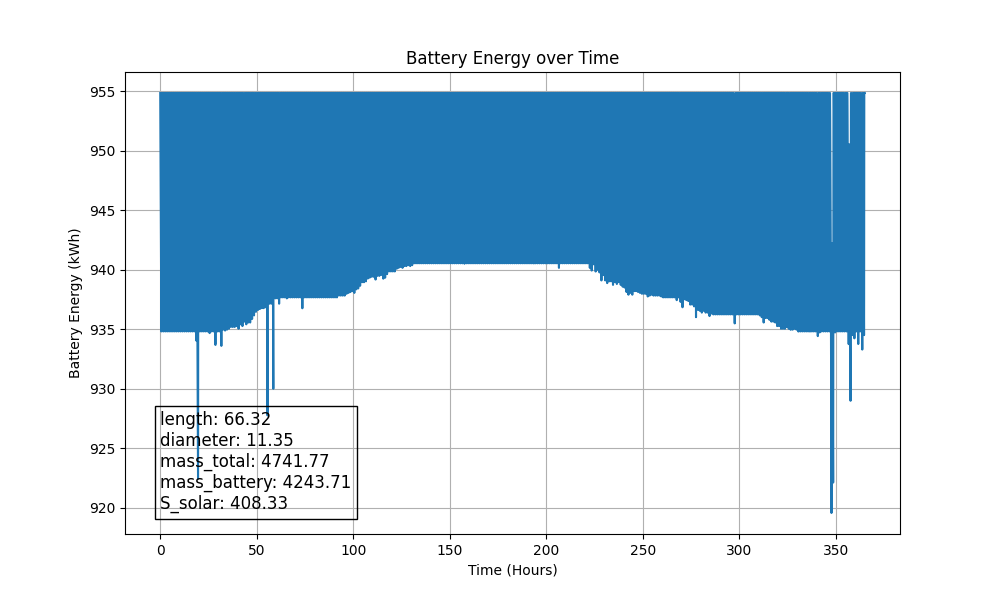 Battery Energy over Time
Battery Energy (kWh)
955
950
945
940
935
930
925
920
length: 66.32
diameter: 11.35
mass_total: 4741.77
mass_battery: 4243.71
S_solar: 408.33
0 50 100 150 200 250 300 350
Time (Hours)